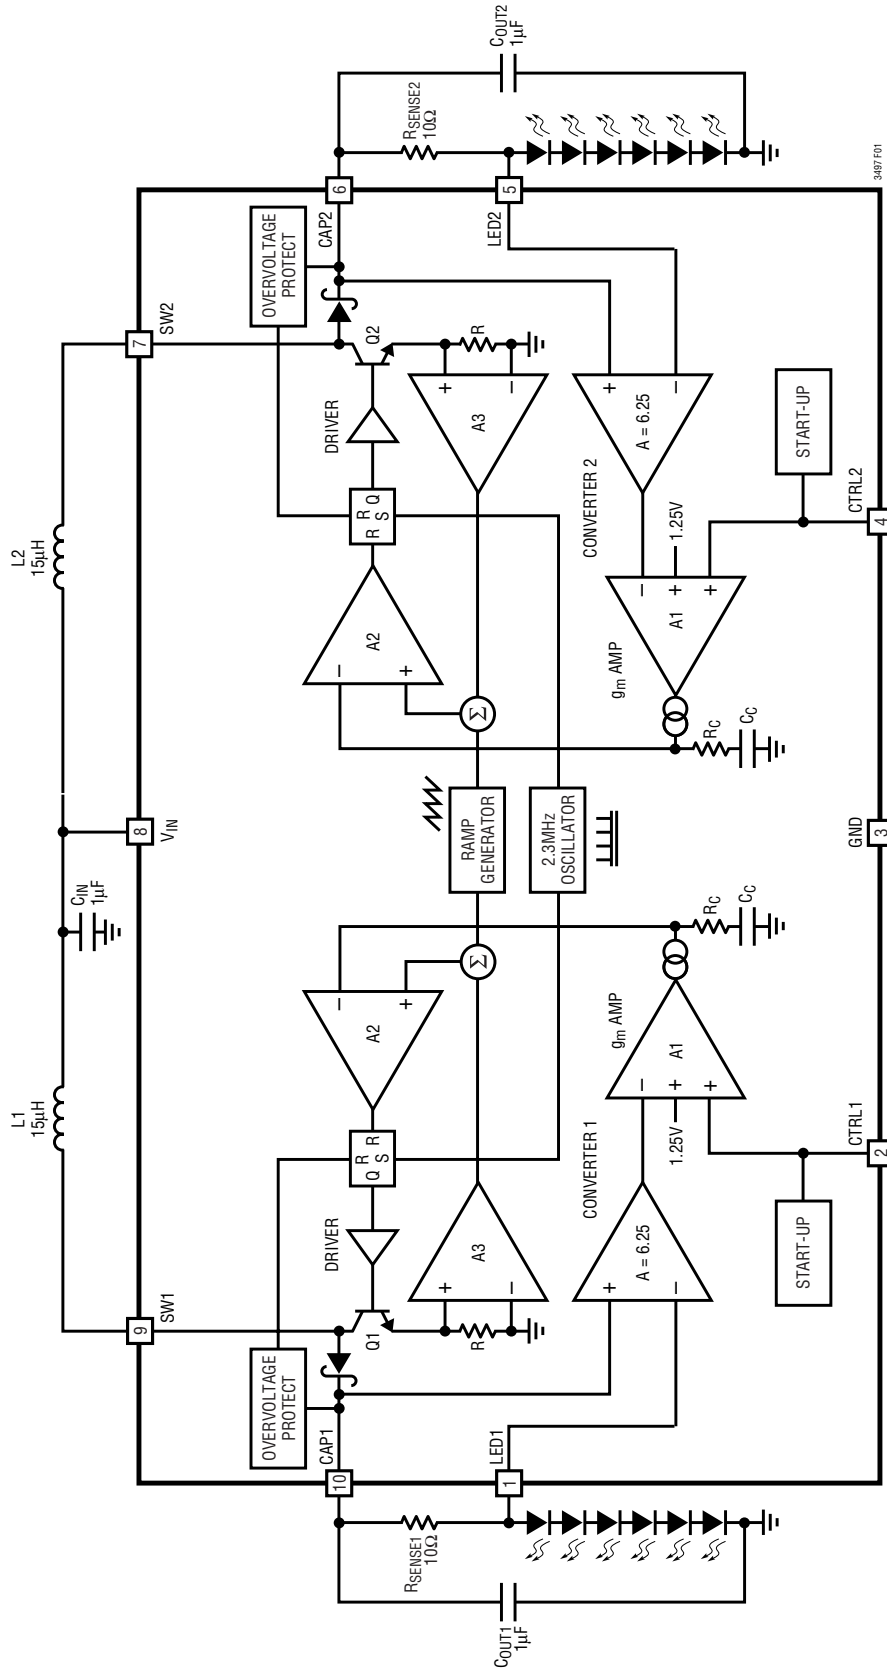 L1
15µH
L2
15µH
CIN
1µF
9
SW1
8
VIN
7
SW2
OVERVOLTAGE
PROTECT
OVERVOLTAGE
PROTECT
COUT1
1µF
RSENSE1
10Ω
10
CAP1
Q1
DRIVER
R
Q
S
R
A2
–
+
–
+
A2
R
R
S
Q
DRIVER
Q2
CAP2
6
RSENSE2
10Ω
COUT2
1µF
1
LED1
R
+
–
A3
Σ
RAMP
GENERATOR
Σ
A3
+
–
R
LED2
5
2.3MHz
OSCILLATOR
CONVERTER 1
+
–
A = 6.25
–
+
+
1.25V
A1
gm AMP
RC
CC
CONVERTER 2
+
–
A = 6.25
–
+
+
1.25V
A1
gm AMP
RC
CC
START-UP
START-UP
CTRL1
2
GND
3
CTRL2
4
3497 F01